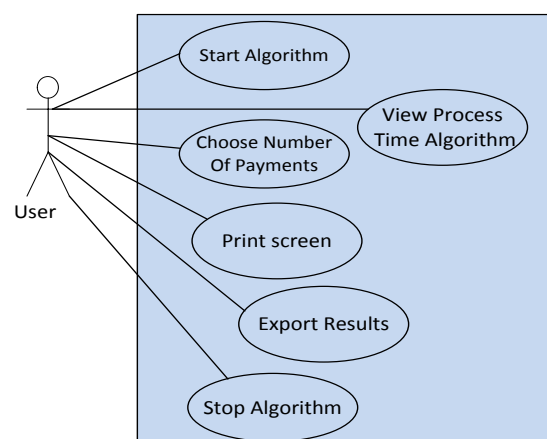 Start Algorithm
View Process
Time Algorithm
Choose Number
Of Payments
User
Print screen
Export Results
Stop Algorithm